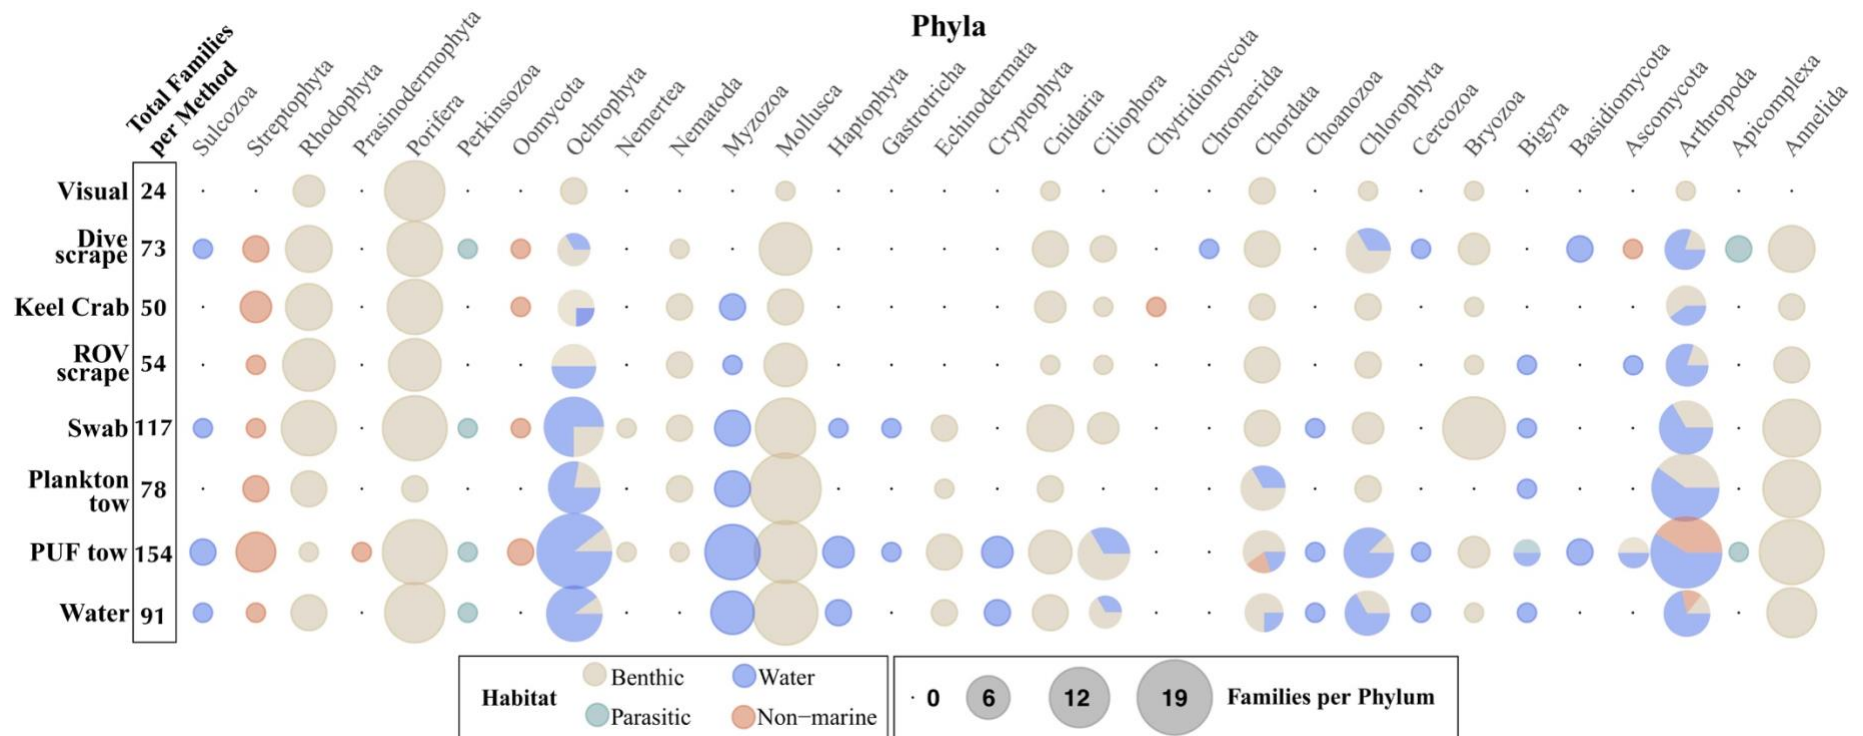 Phyla
Total Families
per Method
Sulcozoa
Streptophyta
Rhodophyta
Prasinodermophyta
Porifera
Perkinsozoa
Oomycota
Ochrophyta
Nemertea
Nematoda
Myzozoa
Mollusca
Haptophyta
Gastrotricha
Echinodermata
Cryptophyta
Cnidaria
Ciliophora
Chytridiomycota
Chromerida
Chordata
Choanozoa
Chlorophyta
Cercozoa
Bryozoa
Bigyra
Basidiomycota
Ascomycota
Arthropoda
Apicomplexa
Annelida
Visual 24
Dive
scrape 73
Keel Crab 50
ROV
scrape 54
Swab 117
Plankton
tow 78
PUF tow 154
Water 91
Habitat
Benthic
Water
Parasitic
Non−marine
0 6 12 19 Families per Phylum